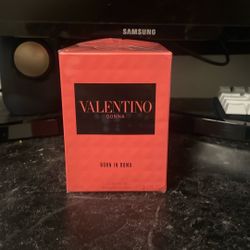 SAMSUNG
VALENTINO
DONNA
BORN IN ROMA